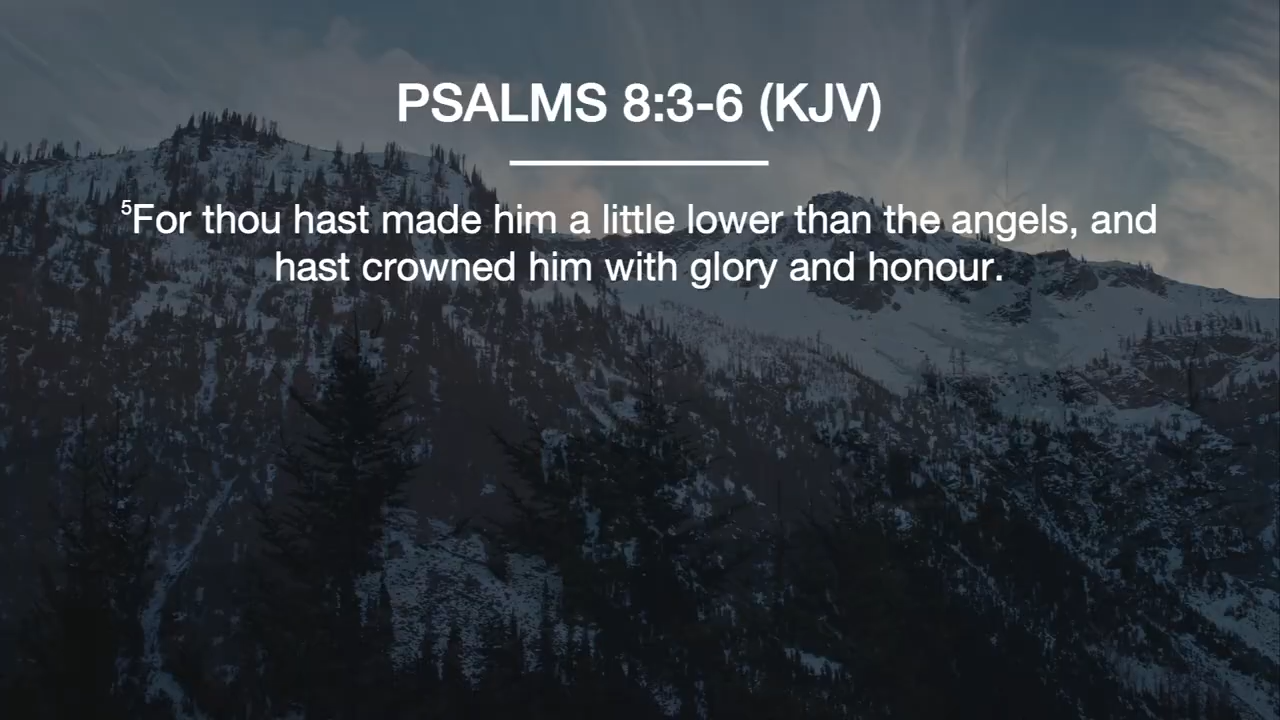 PSALMS 8:3-6 (KJV)
⁵For thou hast made him a little lower than the angels, and
hast crowned him with glory and honour.